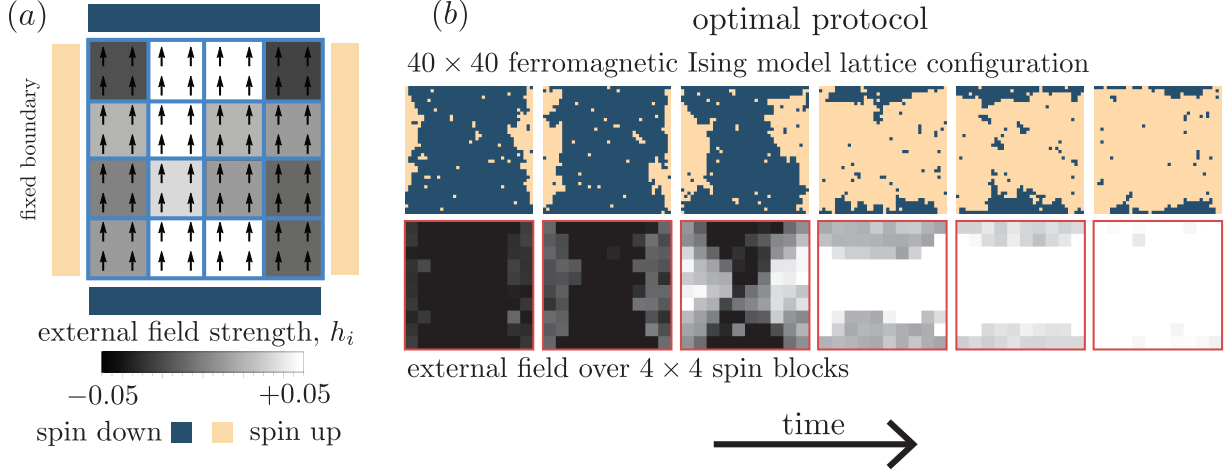 (a)
fixed boundary
external field strength, h_i
−0.05
+0.05
spin down
spin up
(b)
optimal protocol
40 × 40 ferromagnetic Ising model lattice configuration
external field over 4 × 4 spin blocks
time